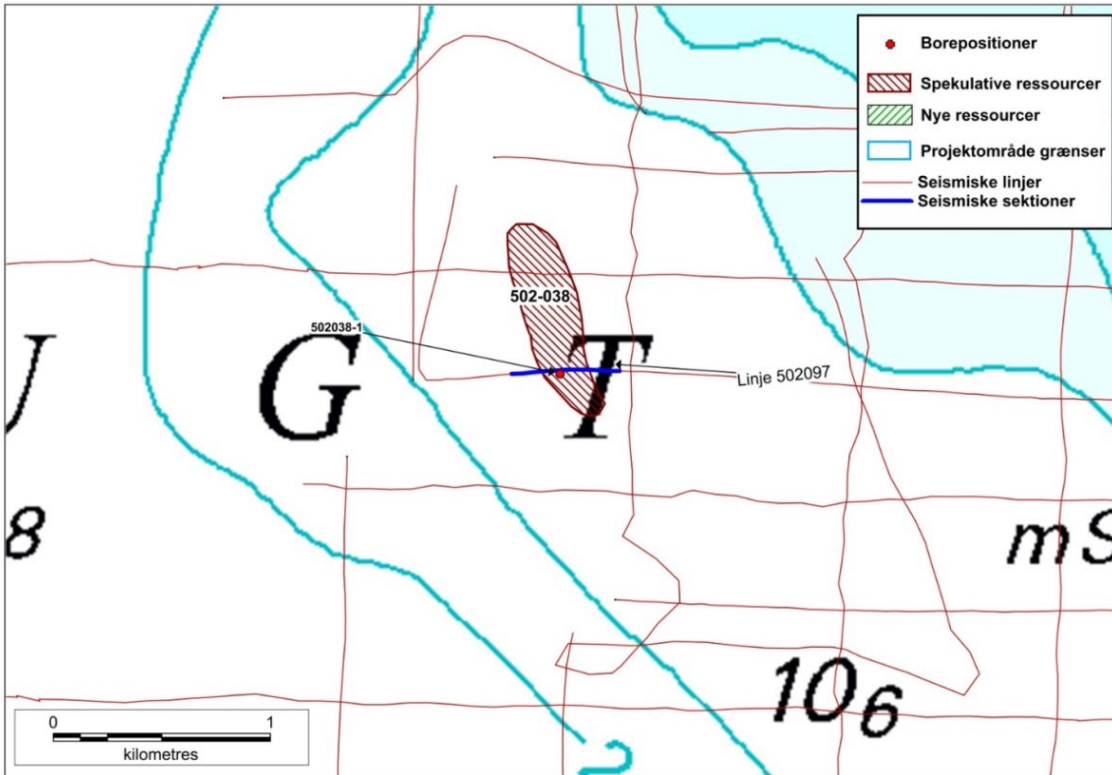 Borepositioner
Spekulative ressourcer
Nye ressourcer
Projektområde grænser
Seismiske linjer
Seismiske sektioner
502-038
502038-1
Linje 502097
G T
8
mS
10₆
0 1
kilometres